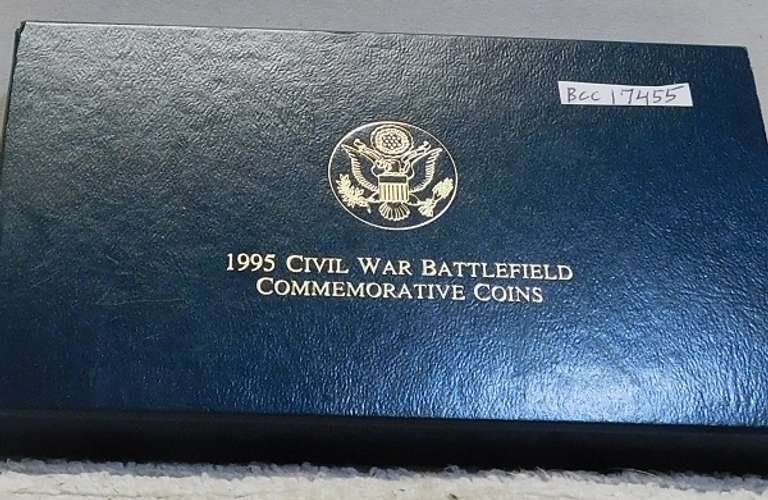 BCC 17455
1995 CIVIL WAR BATTLEFIELD
COMMEMORATIVE COINS